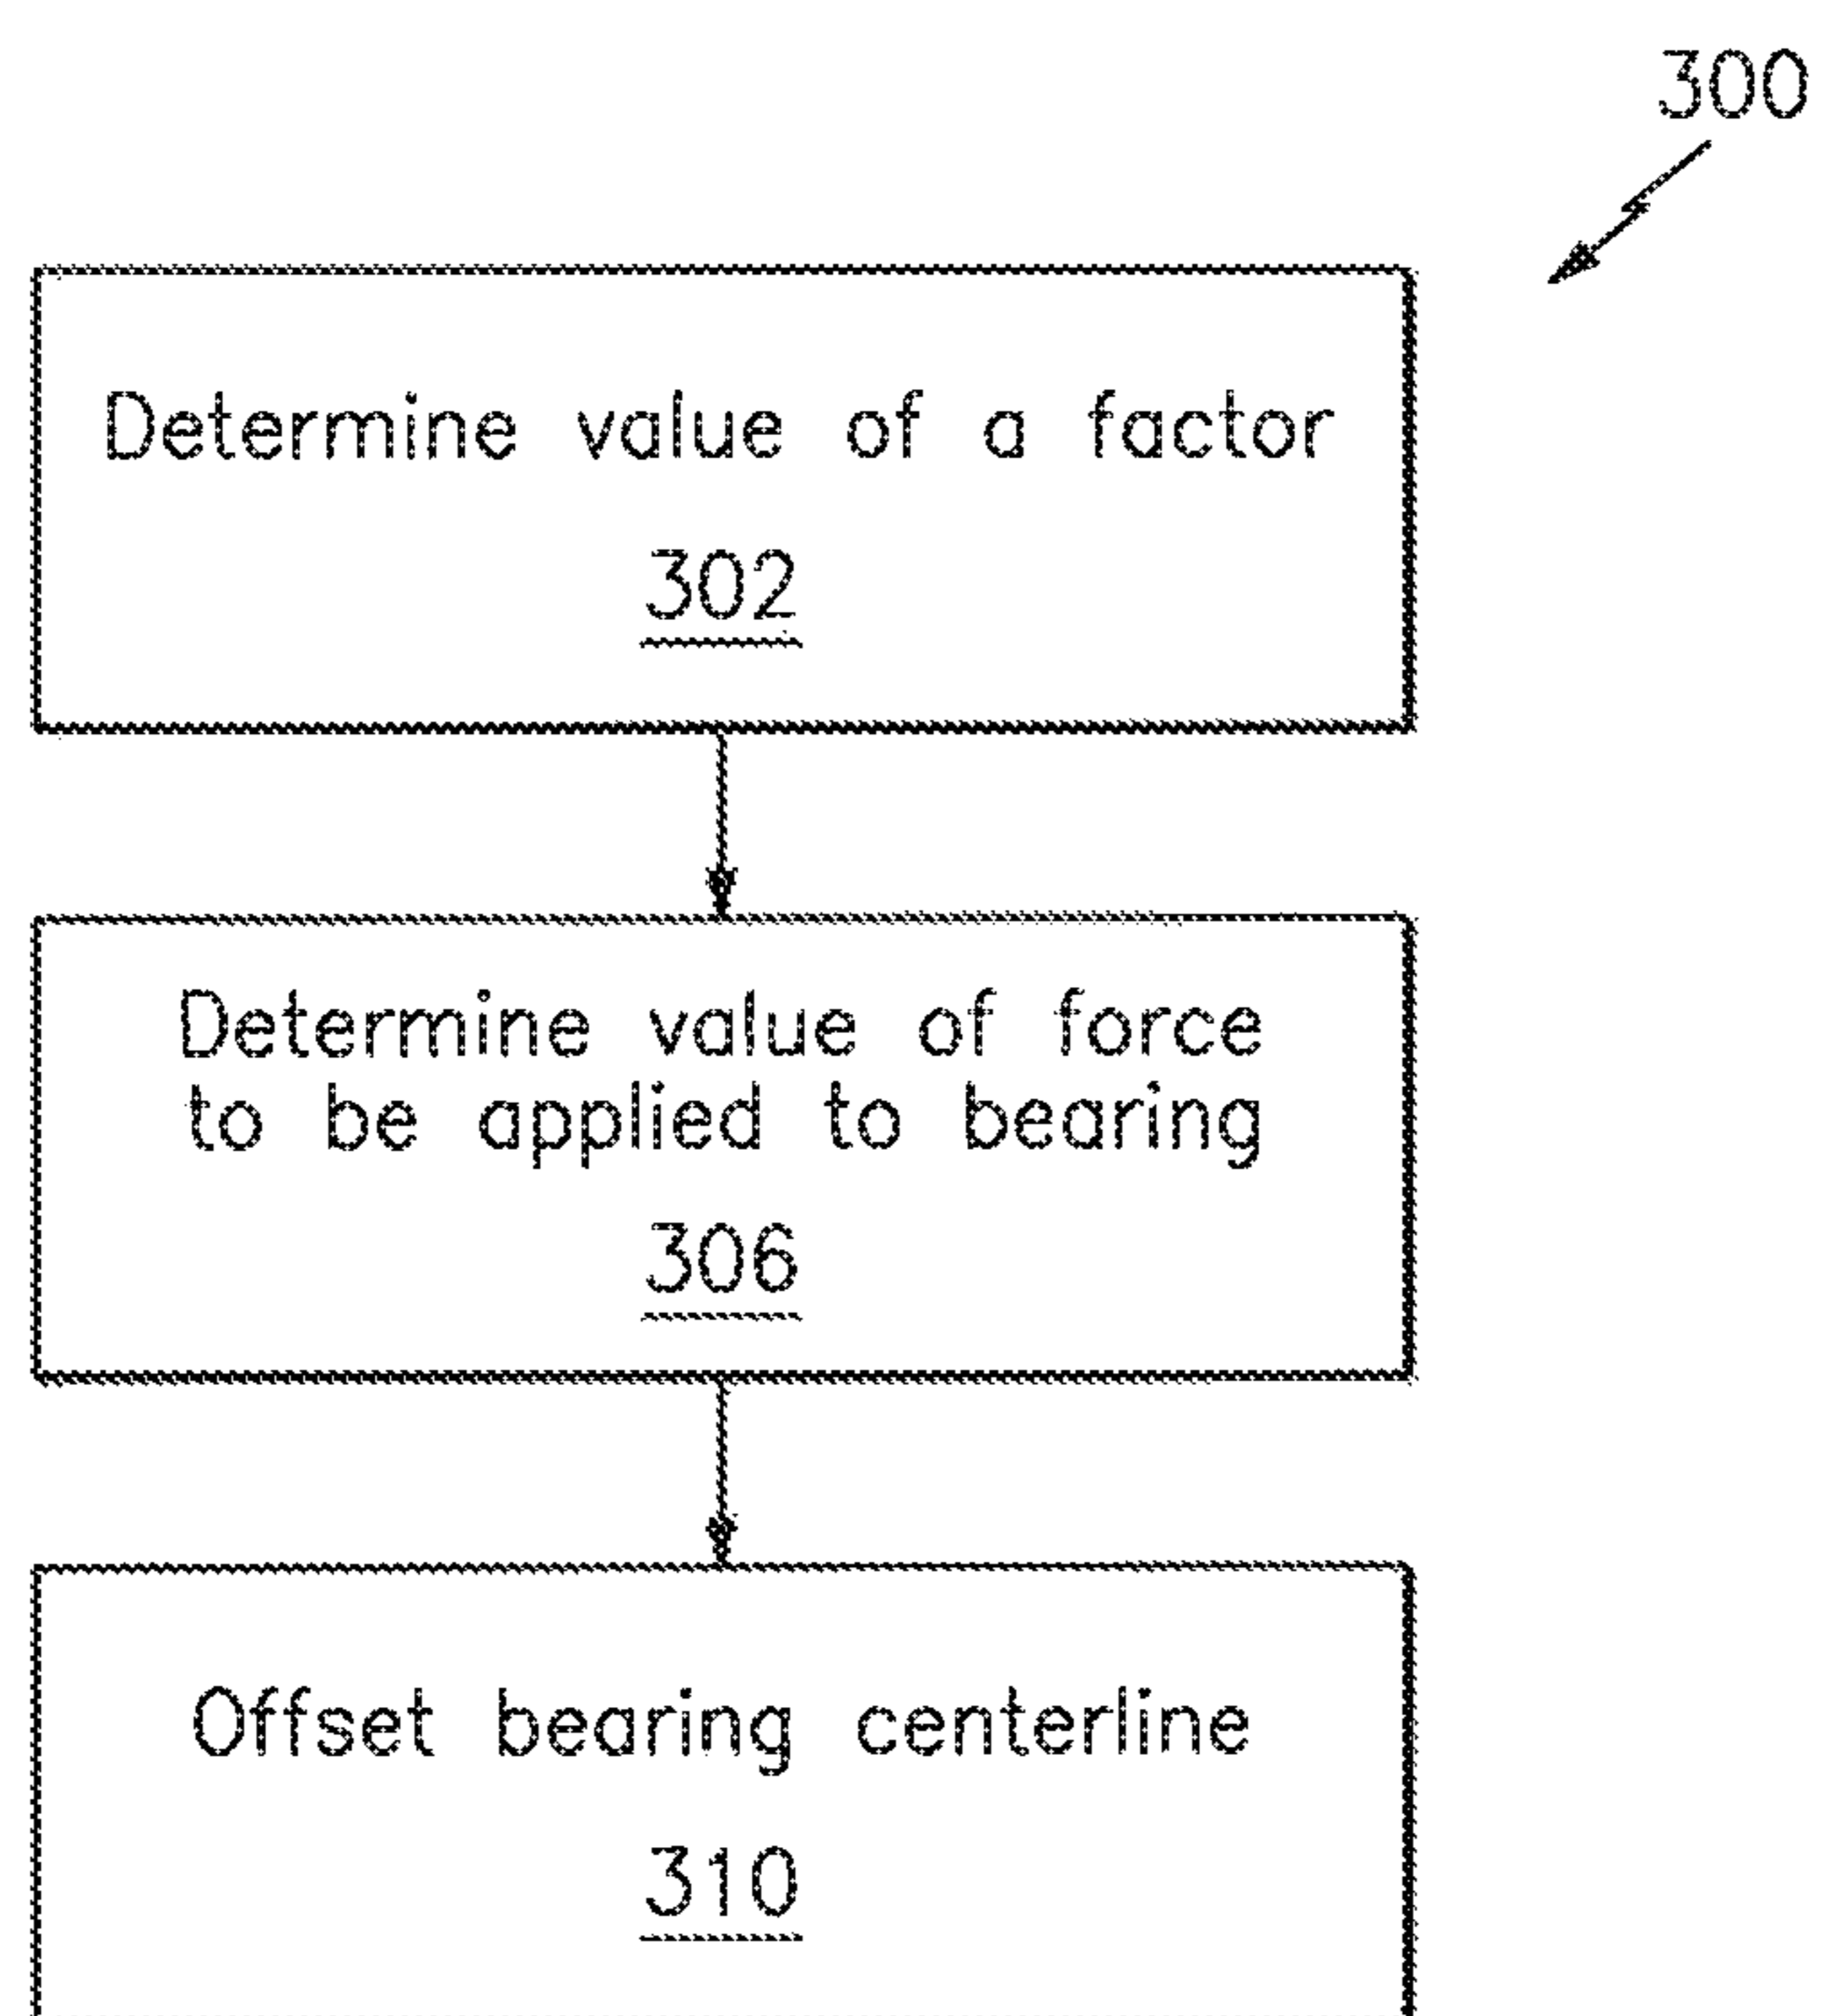 300
Determine value of a factor
302
Determine value of force
to be applied to bearing
306
Offset bearing centerline
310